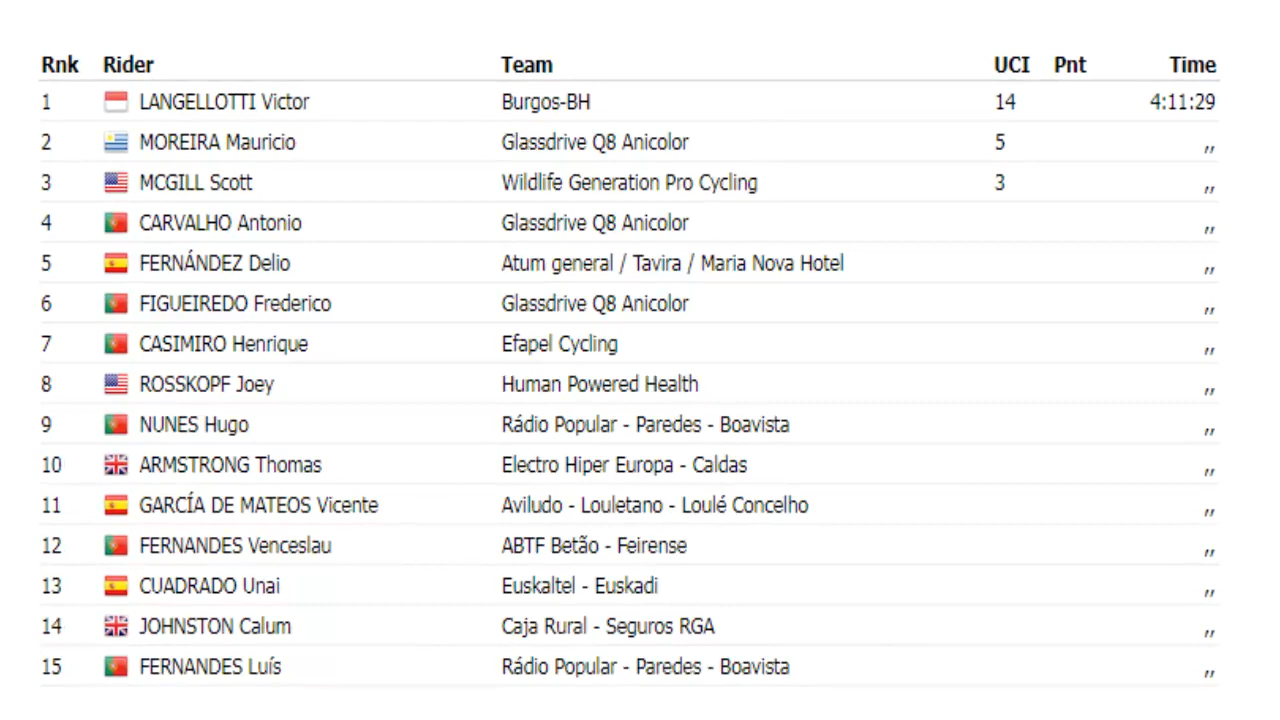 Rnk Rider Team UCI Pnt Time
1 LANGELLOTTI Victor Burgos-BH 14 4:11:29
2 MOREIRA Mauricio Glassdrive Q8 Anicolor 5 ,,
3 MCGILL Scott Wildlife Generation Pro Cycling 3 ,,
4 CARVALHO Antonio Glassdrive Q8 Anicolor ,,
5 FERNÁNDEZ Delio Atum general / Tavira / Maria Nova Hotel ,,
6 FIGUEIREDO Frederico Glassdrive Q8 Anicolor ,,
7 CASIMIRO Henrique Efapel Cycling ,,
8 ROSSKOPF Joey Human Powered Health ,,
9 NUNES Hugo Rádio Popular - Paredes - Boavista ,,
10 ARMSTRONG Thomas Electro Hiper Europa - Caldas ,,
11 GARCÍA DE MATEOS Vicente Aviludo - Louletano - Loulé Concelho ,,
12 FERNANDES Venceslau ABTF Betão - Feirense ,,
13 CUADRADO Unai Euskaltel - Euskadi ,,
14 JOHNSTON Calum Caja Rural - Seguros RGA ,,
15 FERNANDES Luís Rádio Popular - Paredes - Boavista ,,